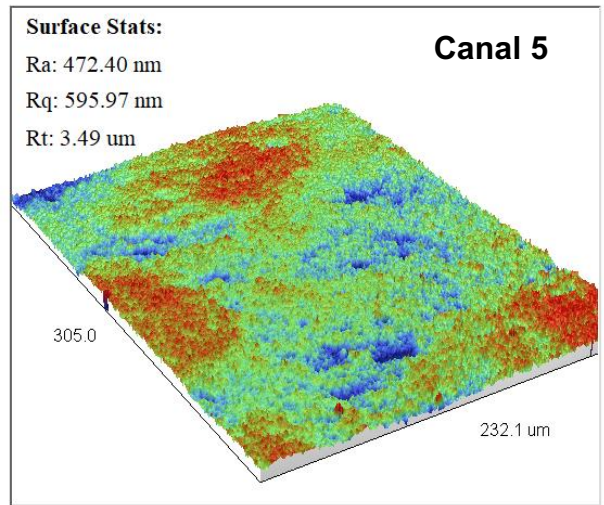 Surface Stats:
Canal 5
Ra: 472.40 nm
Rq: 595.97 nm
Rt: 3.49 um
305.0
232.1 um